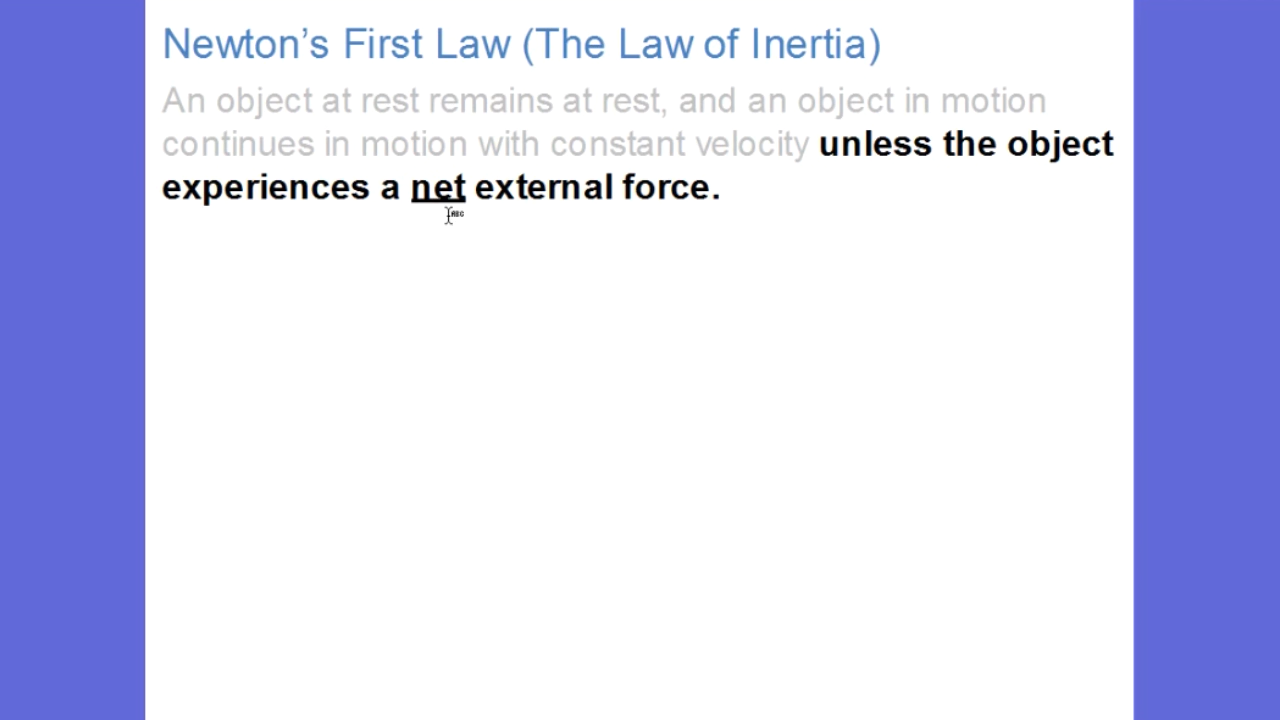 Newton’s First Law (The Law of Inertia)
An object at rest remains at rest, and an object in motion
continues in motion with constant velocity unless the object
experiences a net external force.
ABC